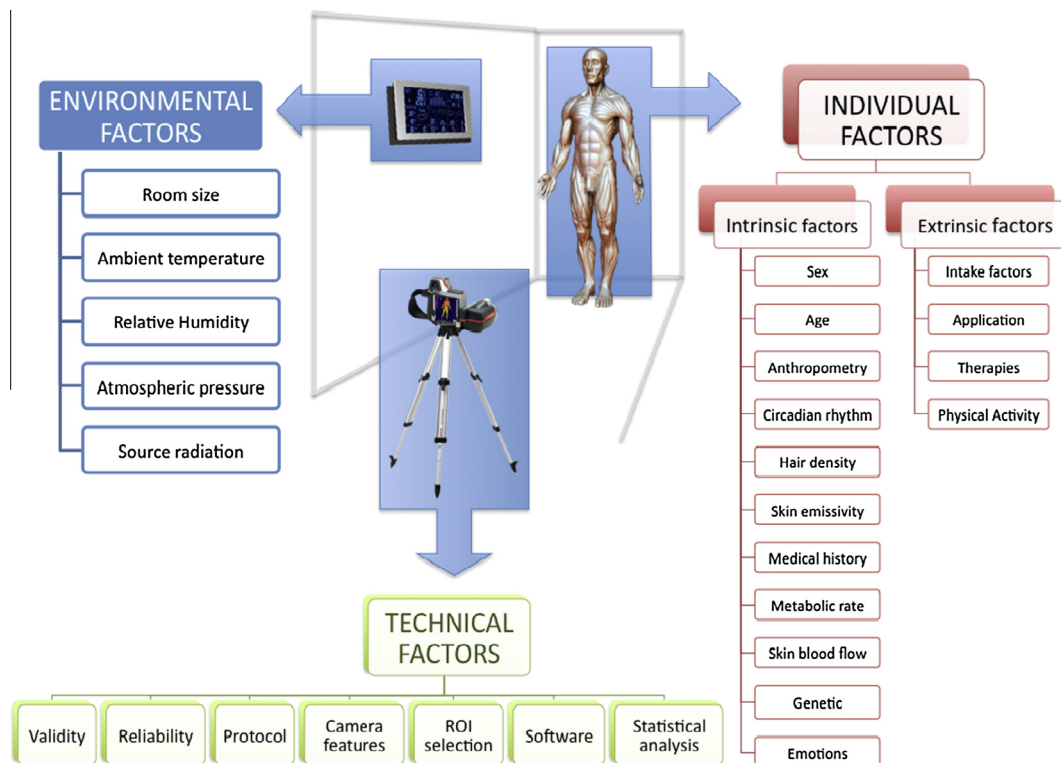 ENVIRONMENTAL
FACTORS
Room size
Ambient temperature
Relative Humidity
Atmospheric pressure
Source radiation
INDIVIDUAL
FACTORS
Intrinsic factors
Sex
Age
Anthropometry
Circadian rhythm
Hair density
Skin emissivity
Medical history
Metabolic rate
Skin blood flow
Genetic
Emotions
Extrinsic factors
Intake factors
Application
Therapies
Physical Activity
TECHNICAL
FACTORS
Validity
Reliability
Protocol
Camera
features
ROI
selection
Software
Statistical
analysis